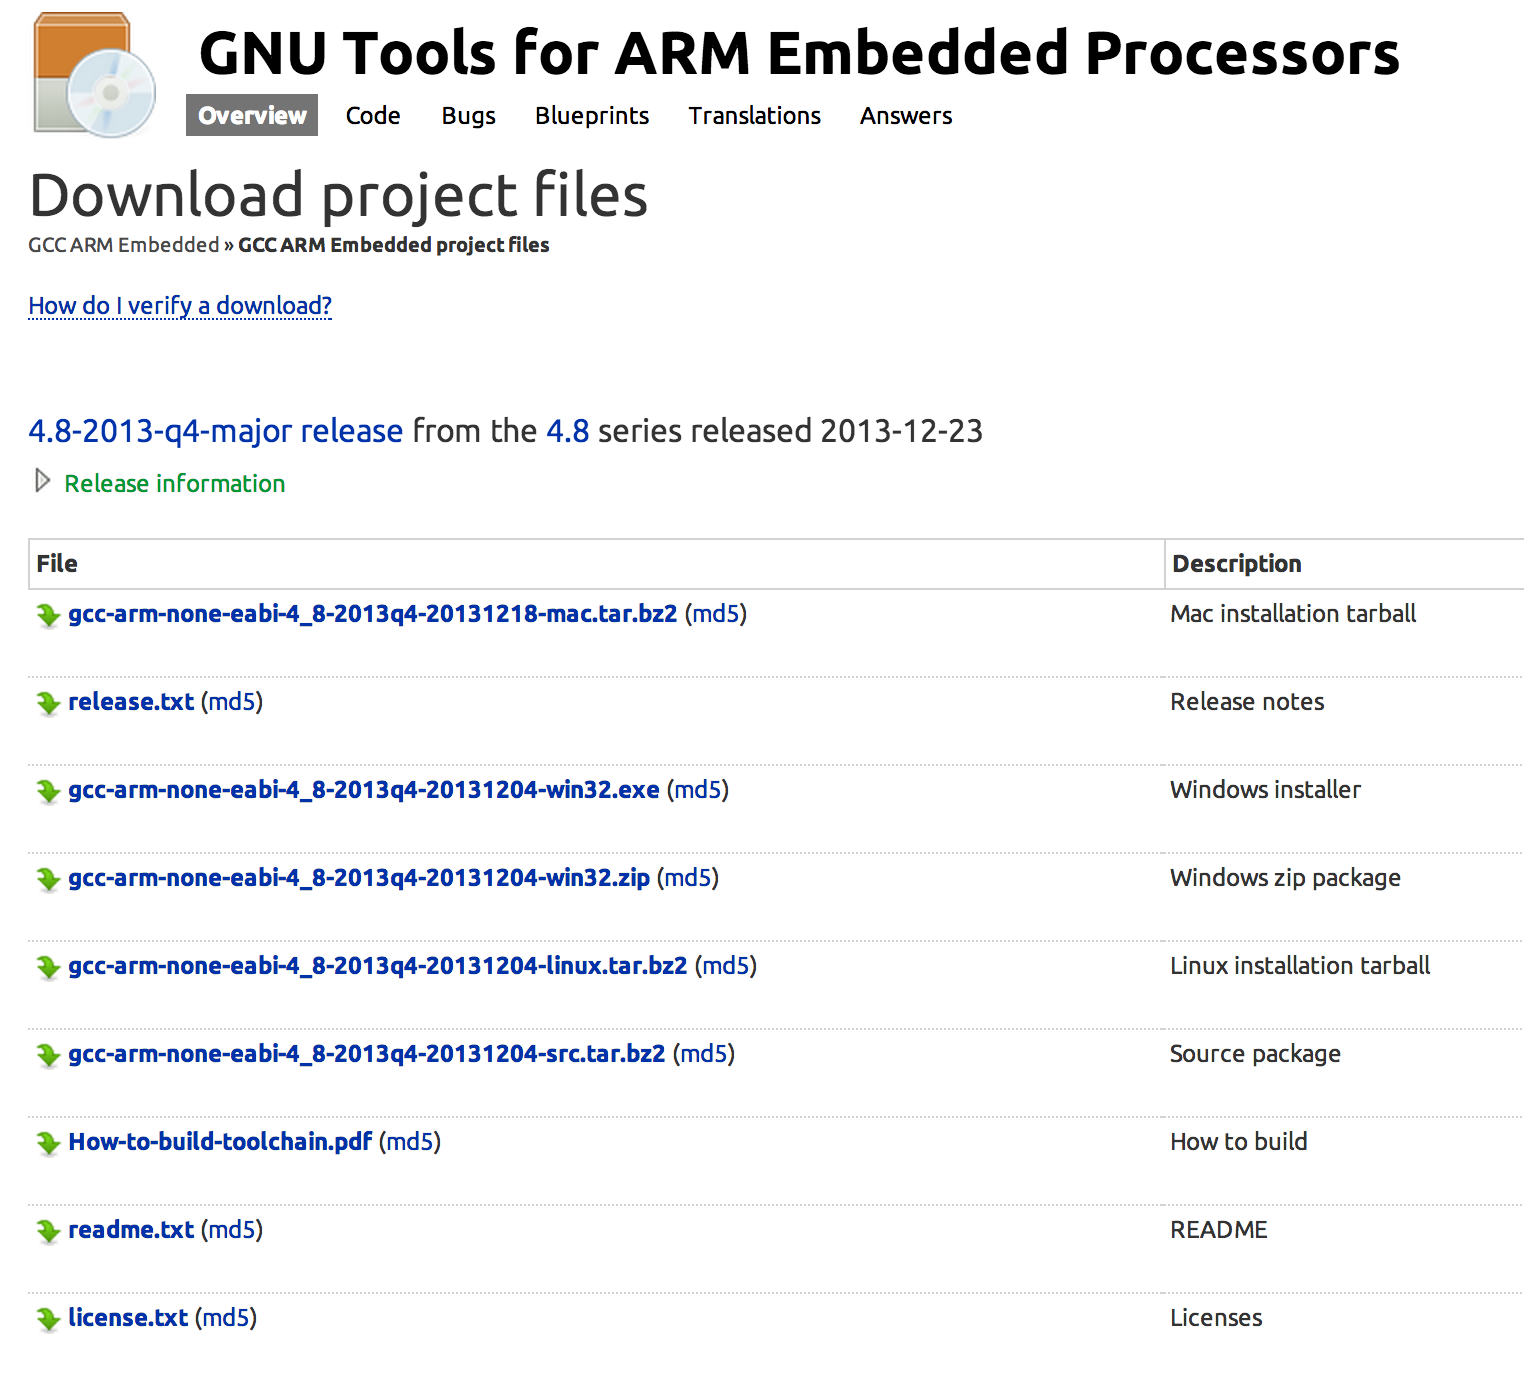 GNU Tools for ARM Embedded Processors
Overview Code Bugs Blueprints Translations Answers
Download project files
GCC ARM Embedded » GCC ARM Embedded project files
How do I verify a download?
4.8-2013-q4-major release from the 4.8 series released 2013-12-23
Release information
File Description
gcc-arm-none-eabi-4_8-2013q4-20131218-mac.tar.bz2 (md5) Mac installation tarball
release.txt (md5) Release notes
gcc-arm-none-eabi-4_8-2013q4-20131204-win32.exe (md5) Windows installer
gcc-arm-none-eabi-4_8-2013q4-20131204-win32.zip (md5) Windows zip package
gcc-arm-none-eabi-4_8-2013q4-20131204-linux.tar.bz2 (md5) Linux installation tarball
gcc-arm-none-eabi-4_8-2013q4-20131204-src.tar.bz2 (md5) Source package
How-to-build-toolchain.pdf (md5) How to build
readme.txt (md5) README
license.txt (md5) Licenses